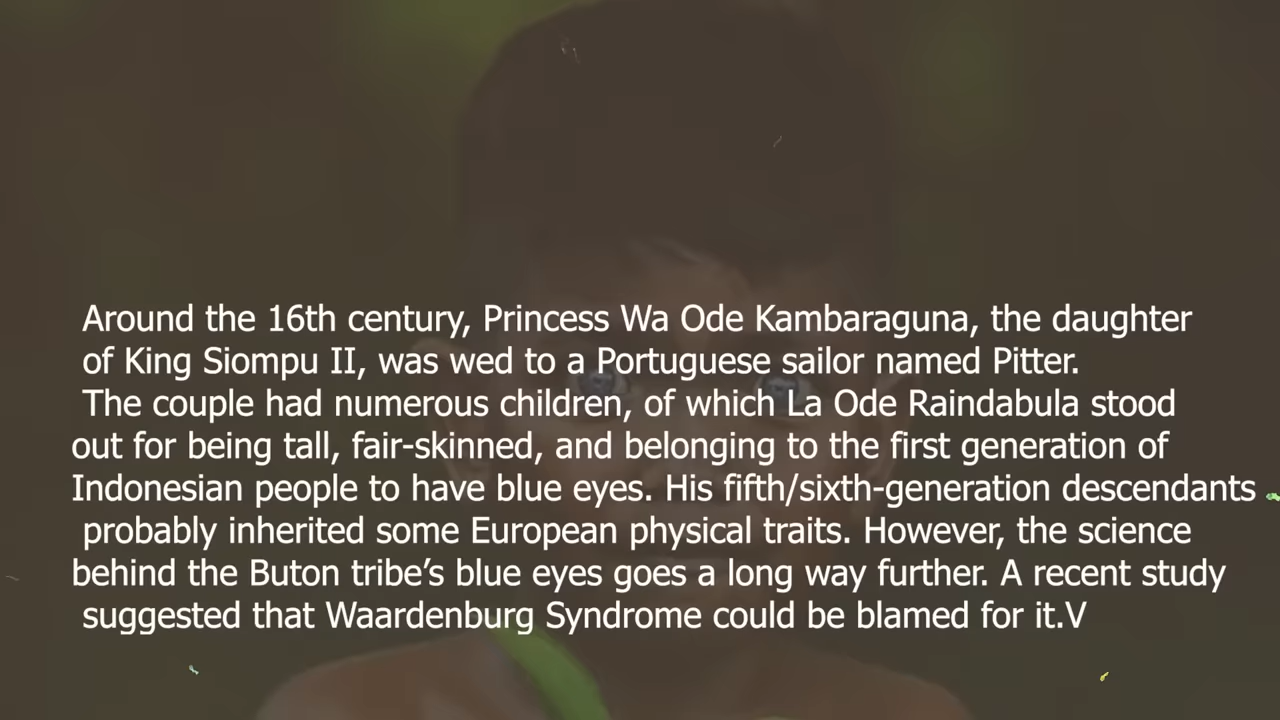 Around the 16th century, Princess Wa Ode Kambaraguna, the daughter
of King Siompu II, was wed to a Portuguese sailor named Pitter.
The couple had numerous children, of which La Ode Raindabula stood
out for being tall, fair-skinned, and belonging to the first generation of
Indonesian people to have blue eyes. His fifth/sixth-generation descendants
probably inherited some European physical traits. However, the science
behind the Buton tribe’s blue eyes goes a long way further. A recent study
suggested that Waardenburg Syndrome could be blamed for it.V